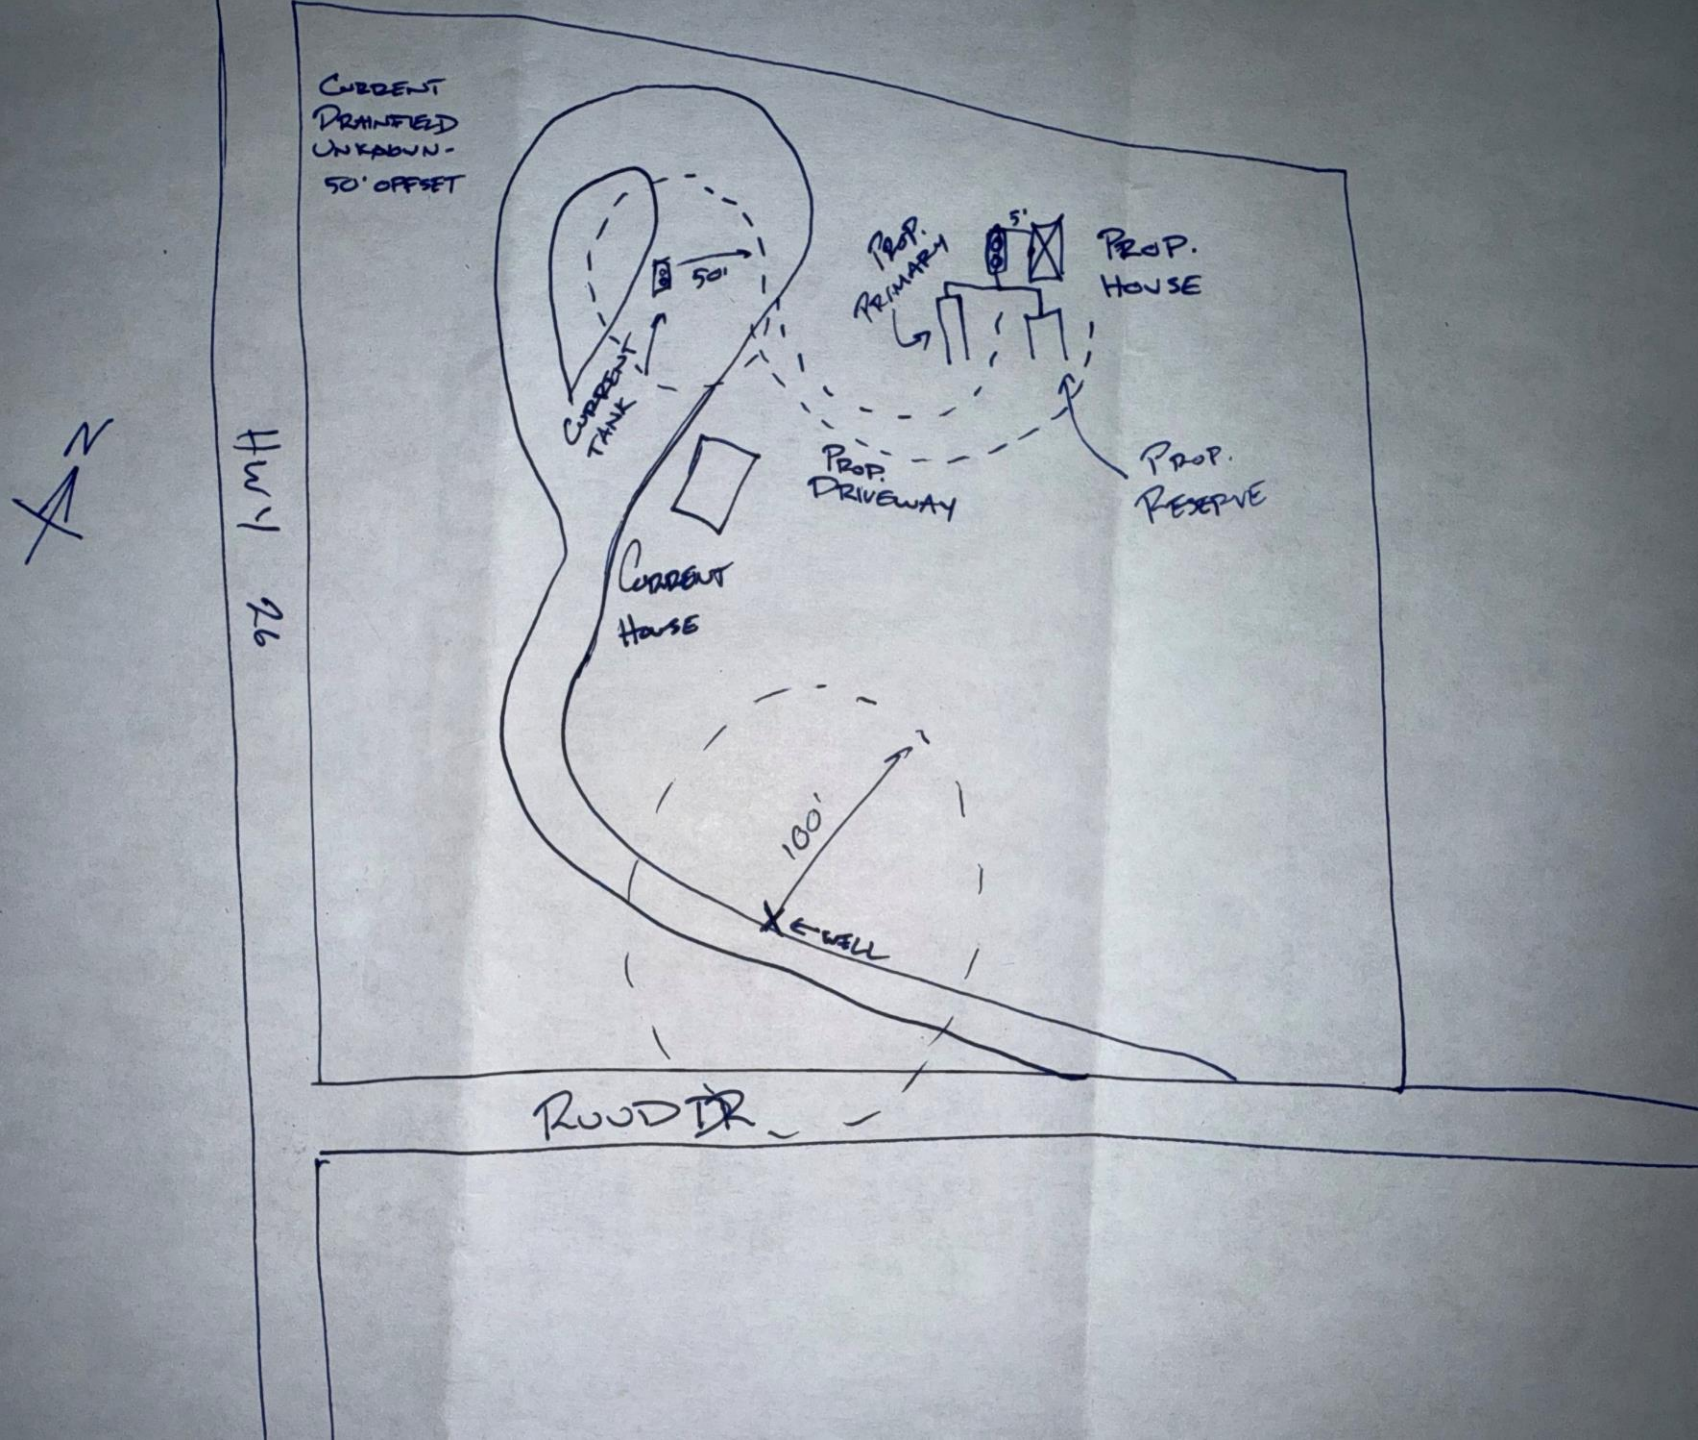 CURRENT
DRAINFIELD
UNKNOWN-
50' OFFSET
N
HWY 26
50'
CURRENT
TANK
PROP.
PRIMARY
5'
PROP.
HOUSE
PROP.
DRIVEWAY
PROP.
RESERVE
CURRENT
HOUSE
100'
X ← WELL
RUUD DR